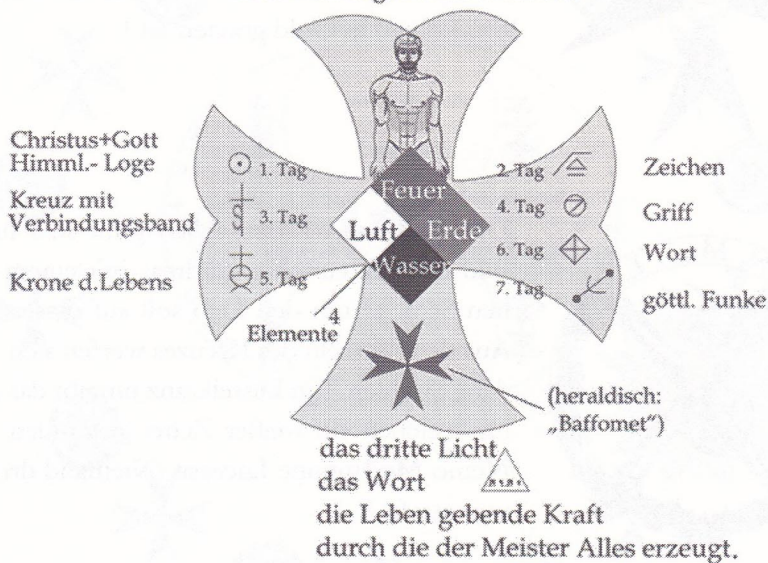 Christus+Gott
Himml.- Loge
1. Tag
Kreuz mit
Verbindungsband
3. Tag
Krone d.Lebens
5. Tag
Feuer
Luft
Erde
Wasser
4
Elemente
2. Tag
Zeichen
4. Tag
Griff
6. Tag
Wort
7. Tag
göttl. Funke
(heraldisch:
„Baffomet")
das dritte Licht
das Wort
die Leben gebende Kraft
durch die der Meister Alles erzeugt.